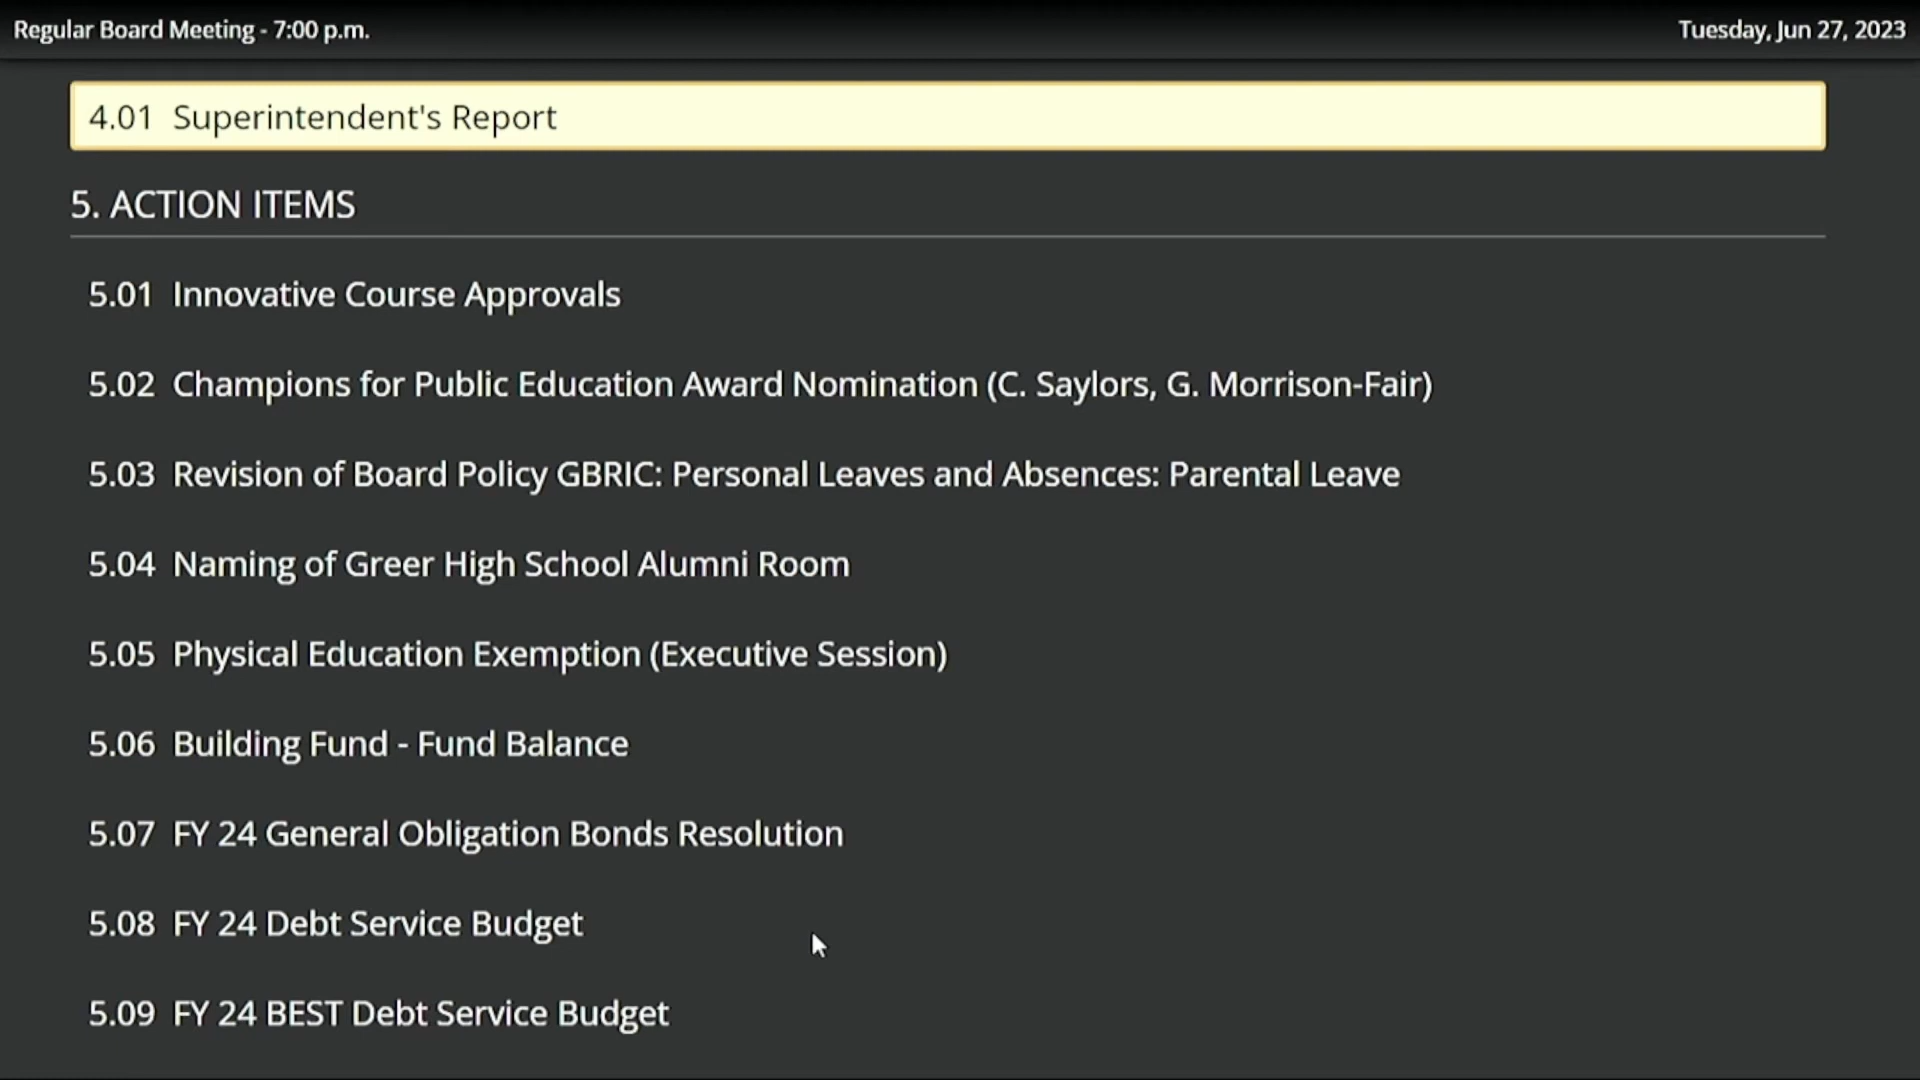 Regular Board Meeting - 7:00 p.m.
Tuesday, Jun 27, 2023
4.01 Superintendent's Report
5. ACTION ITEMS
5.01 Innovative Course Approvals
5.02 Champions for Public Education Award Nomination (C. Saylors, G. Morrison-Fair)
5.03 Revision of Board Policy GBRIC: Personal Leaves and Absences: Parental Leave
5.04 Naming of Greer High School Alumni Room
5.05 Physical Education Exemption (Executive Session)
5.06 Building Fund - Fund Balance
5.07 FY 24 General Obligation Bonds Resolution
5.08 FY 24 Debt Service Budget
5.09 FY 24 BEST Debt Service Budget